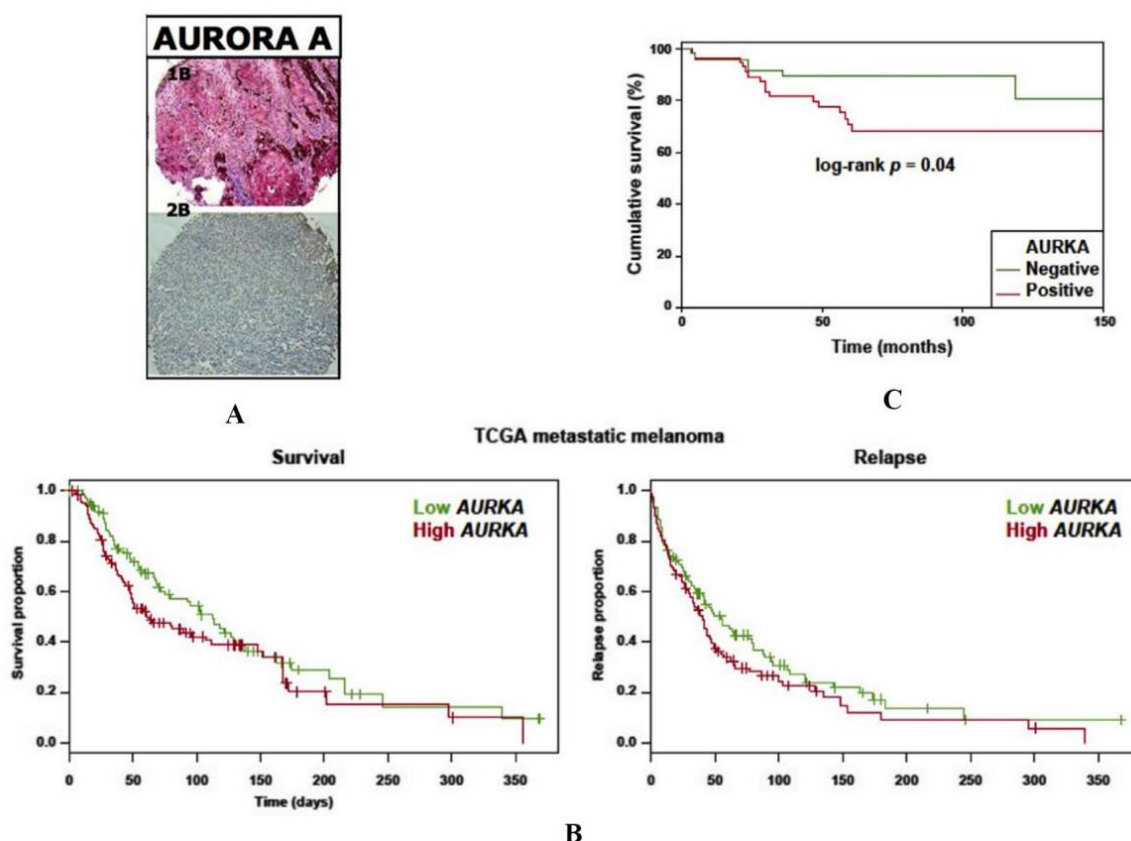 AURORA A
1B
2B
A
100
80
60
40
20
0
Cumulative survival (%)
log-rank p = 0.04
AURKA
Negative
Positive
0 50 100 150
Time (months)
C
TCGA metastatic melanoma
Survival
1.0
0.8
0.6
0.4
0.2
0.0
Survival proportion
Low AURKA
High AURKA
0 50 100 150 200 250 300 350
Time (days)
Relapse
1.0
0.8
0.6
0.4
0.2
0.0
Relapse proportion
Low AURKA
High AURKA
0 50 100 150 200 250 300 350
B